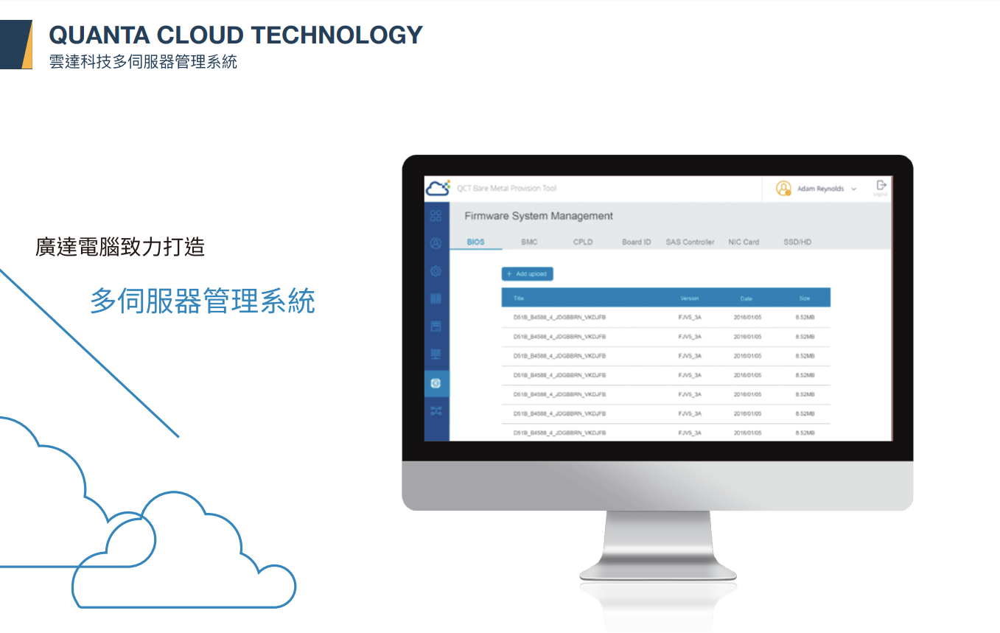 QUANTA CLOUD TECHNOLOGY
雲達科技多伺服器管理系統
廣達電腦致力打造
多伺服器管理系統
QCT Bare Metal Provision Tool
Adam Reynolds
Logout
Firmware System Management
BIOS BMC CPLD Board ID SAS Controller NIC Card SSD/HD
+ Add upload
Title Version Date Size
D51B_B4588_4_JDGBBRN_VKDJFB FJV5_3A 2016/01/05 8.52MB
D51B_B4588_4_JDGBBRN_VKDJFB FJV5_3A 2016/01/05 8.52MB
D51B_B4588_4_JDGBBRN_VKDJFB FJV5_3A 2016/01/05 8.52MB
D51B_B4588_4_JDGBBRN_VKDJFB FJV5_3A 2016/01/05 8.52MB
D51B_B4588_4_JDGBBRN_VKDJFB FJV5_3A 2016/01/05 8.52MB
D51B_B4588_4_JDGBBRN_VKDJFB FJV5_3A 2016/01/05 8.52MB
D51B_B4588_4_JDGBBRN_VKDJFB FJV5_3A 2016/01/05 8.52MB